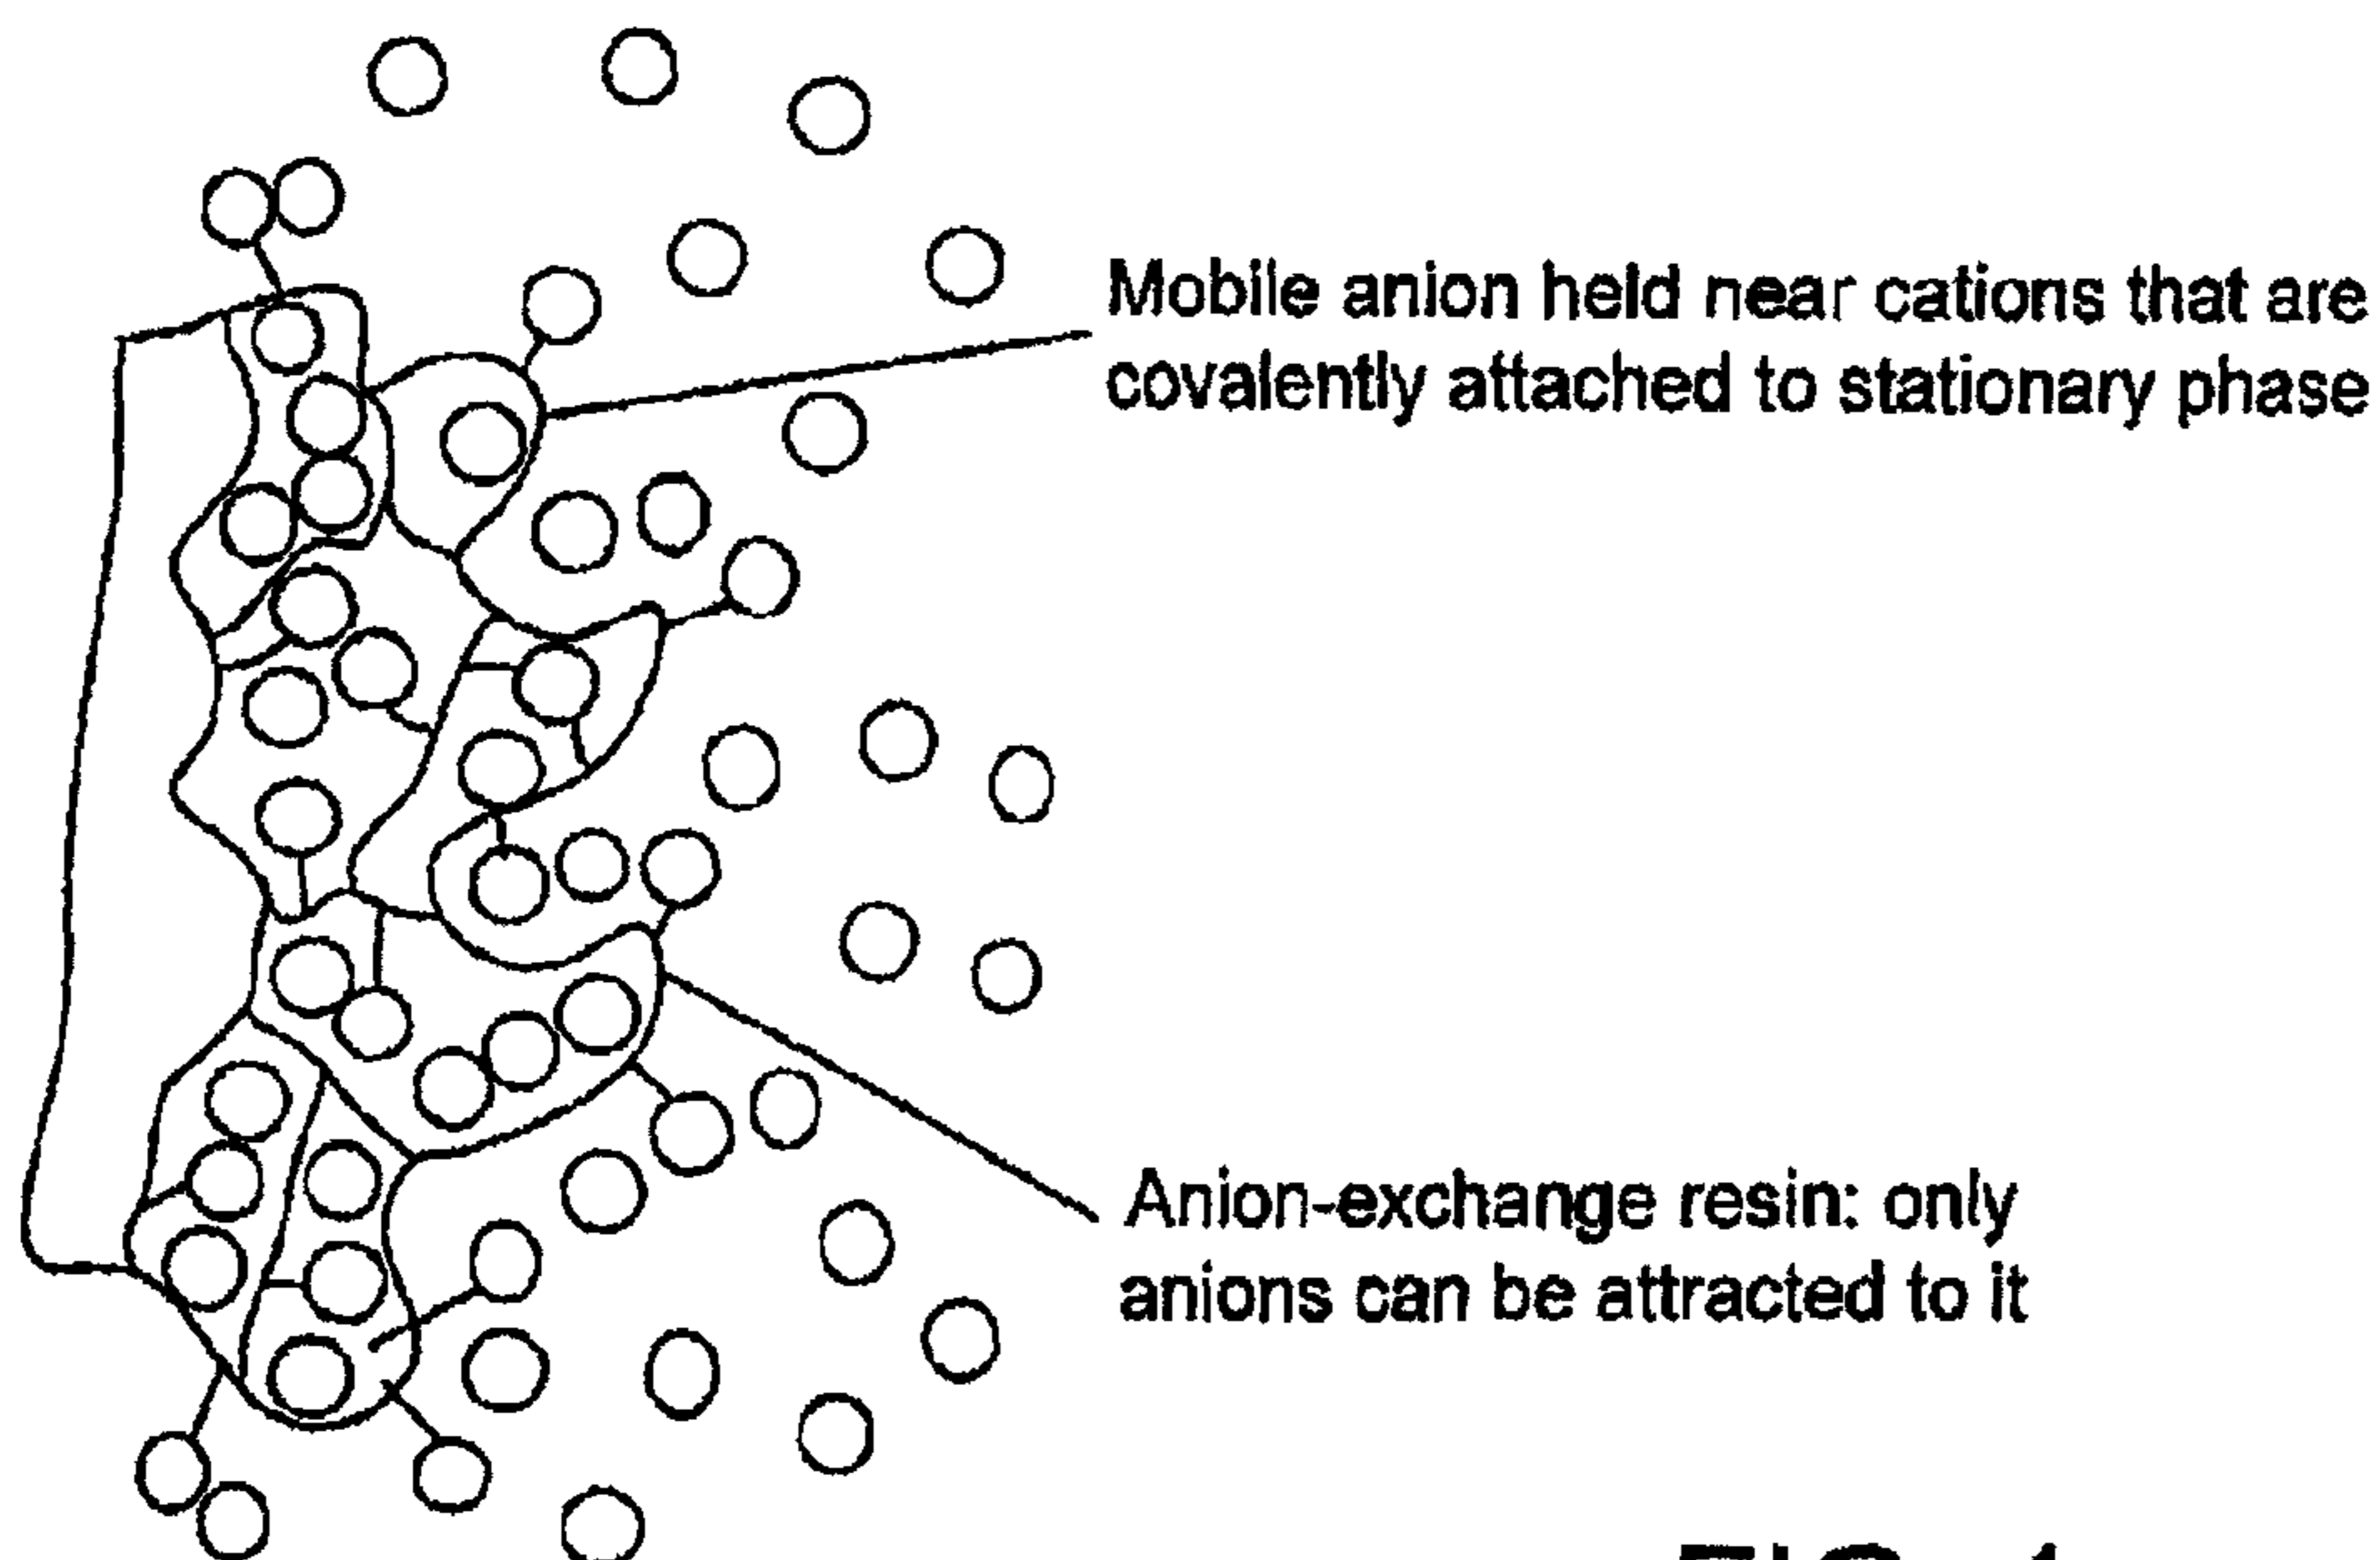 Mobile anion held near cations that are
covalently attached to stationary phase
Anion-exchange resin: only
anions can be attracted to it